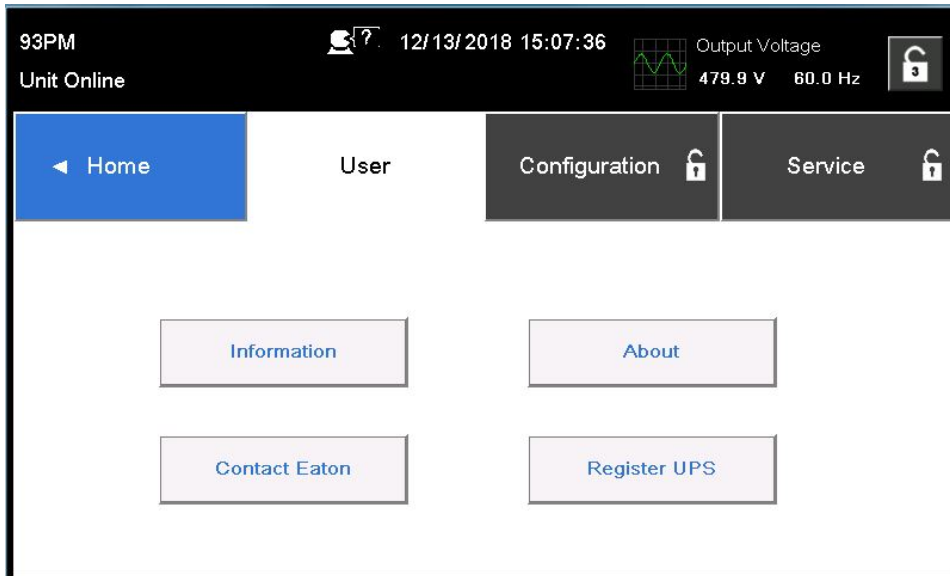 93PM
? 12/13/2018 15:07:36
Output Voltage
Unit Online
479.9 V 60.0 Hz
3
◄ Home
User
Configuration
Service
Information
About
Contact Eaton
Register UPS